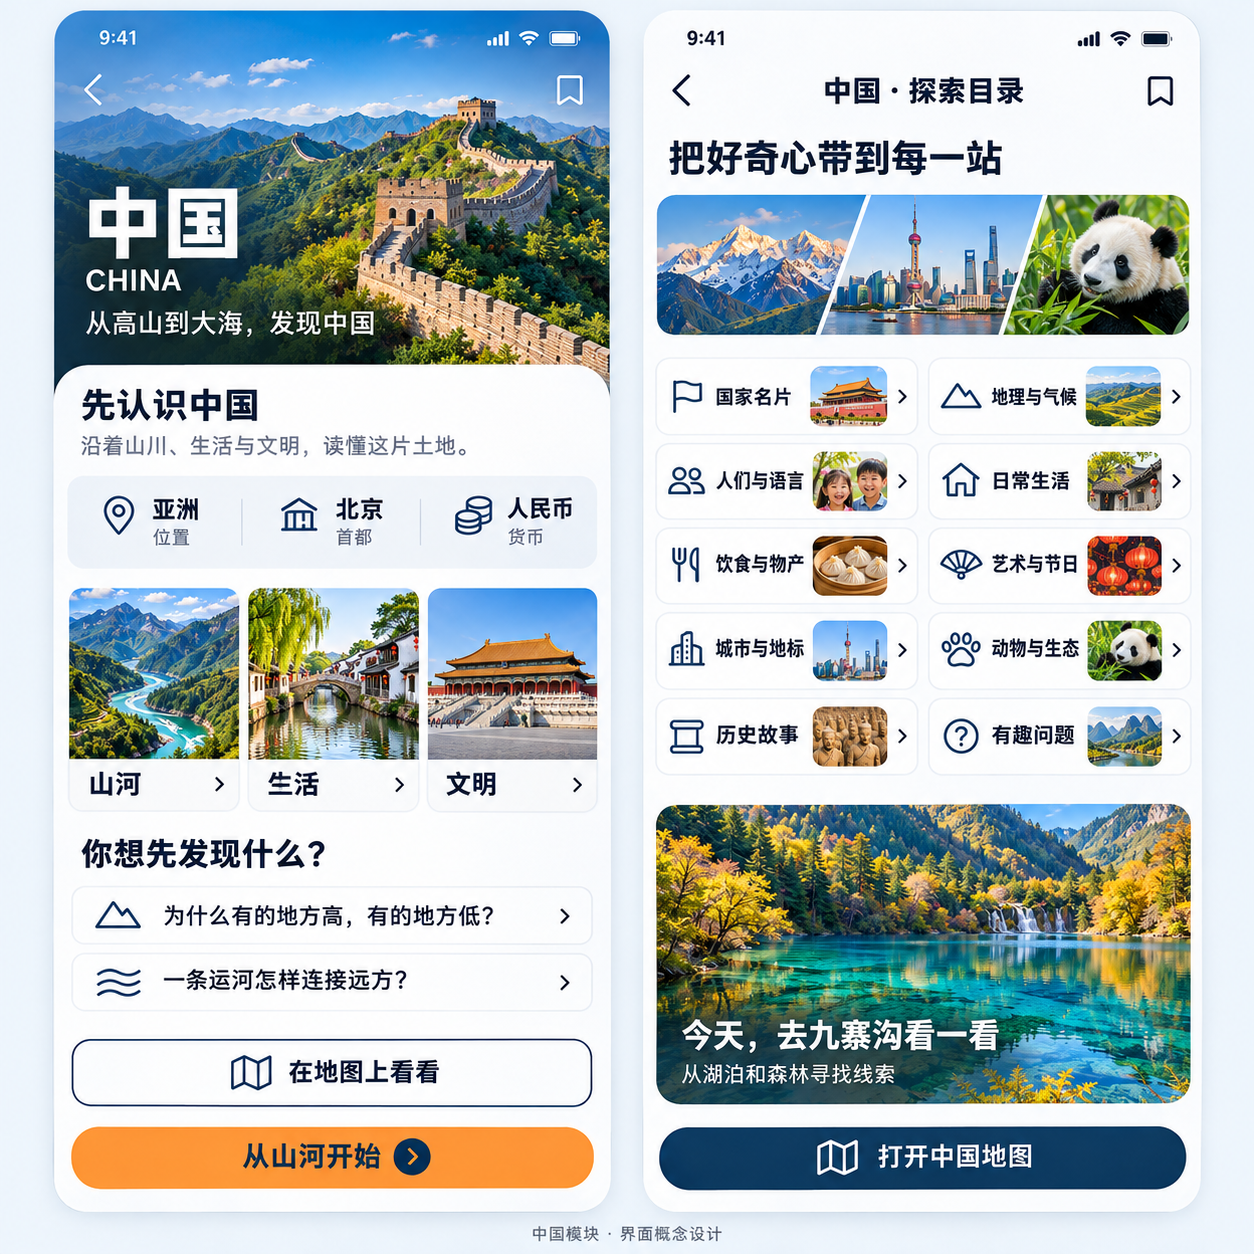 9:41
中国
CHINA
从高山到大海，发现中国
先认识中国
沿着山川、生活与文明，读懂这片土地。
亚洲
位置
北京
首都
人民币
货币
山河
生活
文明
你想先发现什么？
为什么有的地方高，有的地方低？
一条运河怎样连接远方？
在地图上看看
从山河开始
9:41
中国 · 探索目录
把好奇心带到每一站
国家名片
地理与气候
人们与语言
日常生活
饮食与物产
艺术与节日
城市与地标
动物与生态
历史故事
有趣问题
今天，去九寨沟看一看
从湖泊和森林寻找线索
打开中国地图
中国模块 · 界面概念设计